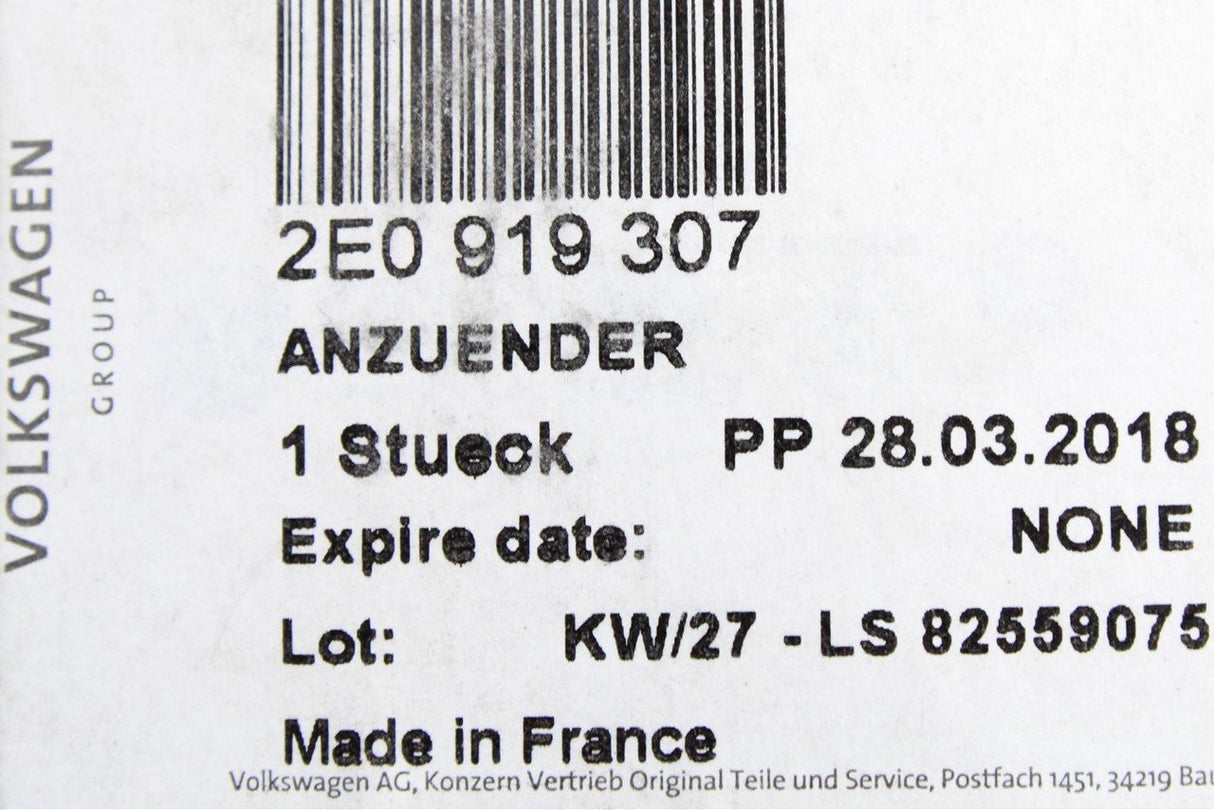 VOLKSWAGEN
GROUP
2E0 919 307
ANZUENDER
1 Stueck PP 28.03.2018
Expire date: NONE
Lot: KW/27 - LS 82559075
Made in France
Volkswagen AG, Konzern Vertrieb Original Teile und Service, Postfach 1451, 34219